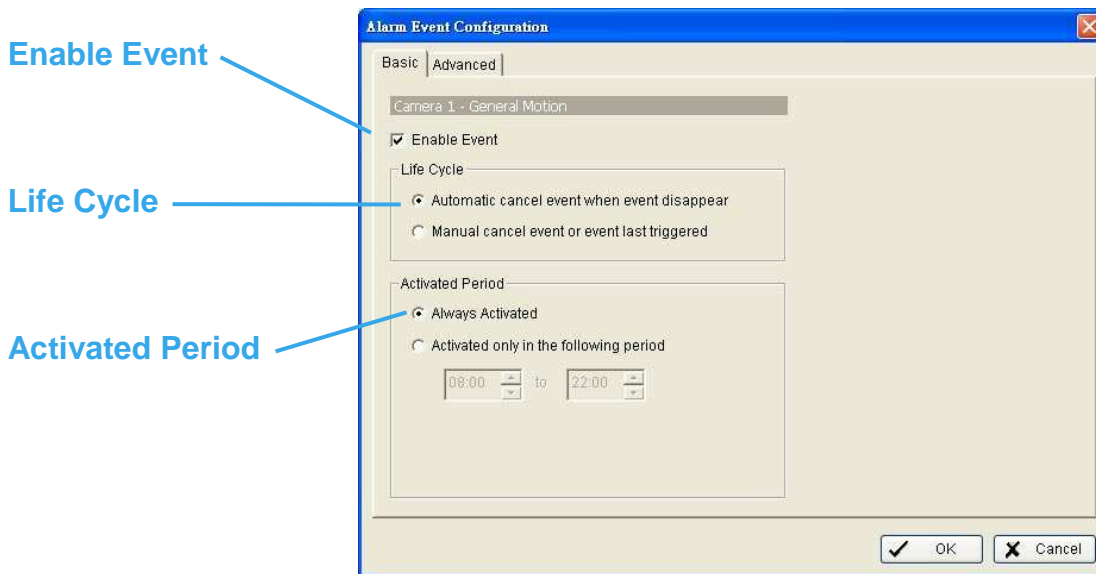 Alarm Event Configuration
Enable Event
Basic Advanced
Camera 1 - General Motion
Enable Event
Life Cycle
Life Cycle
Automatic cancel event when event disappear
Manual cancel event or event last triggered
Activated Period
Always Activated
Activated Period
Activated only in the following period
08:00 to 22:00
OK Cancel